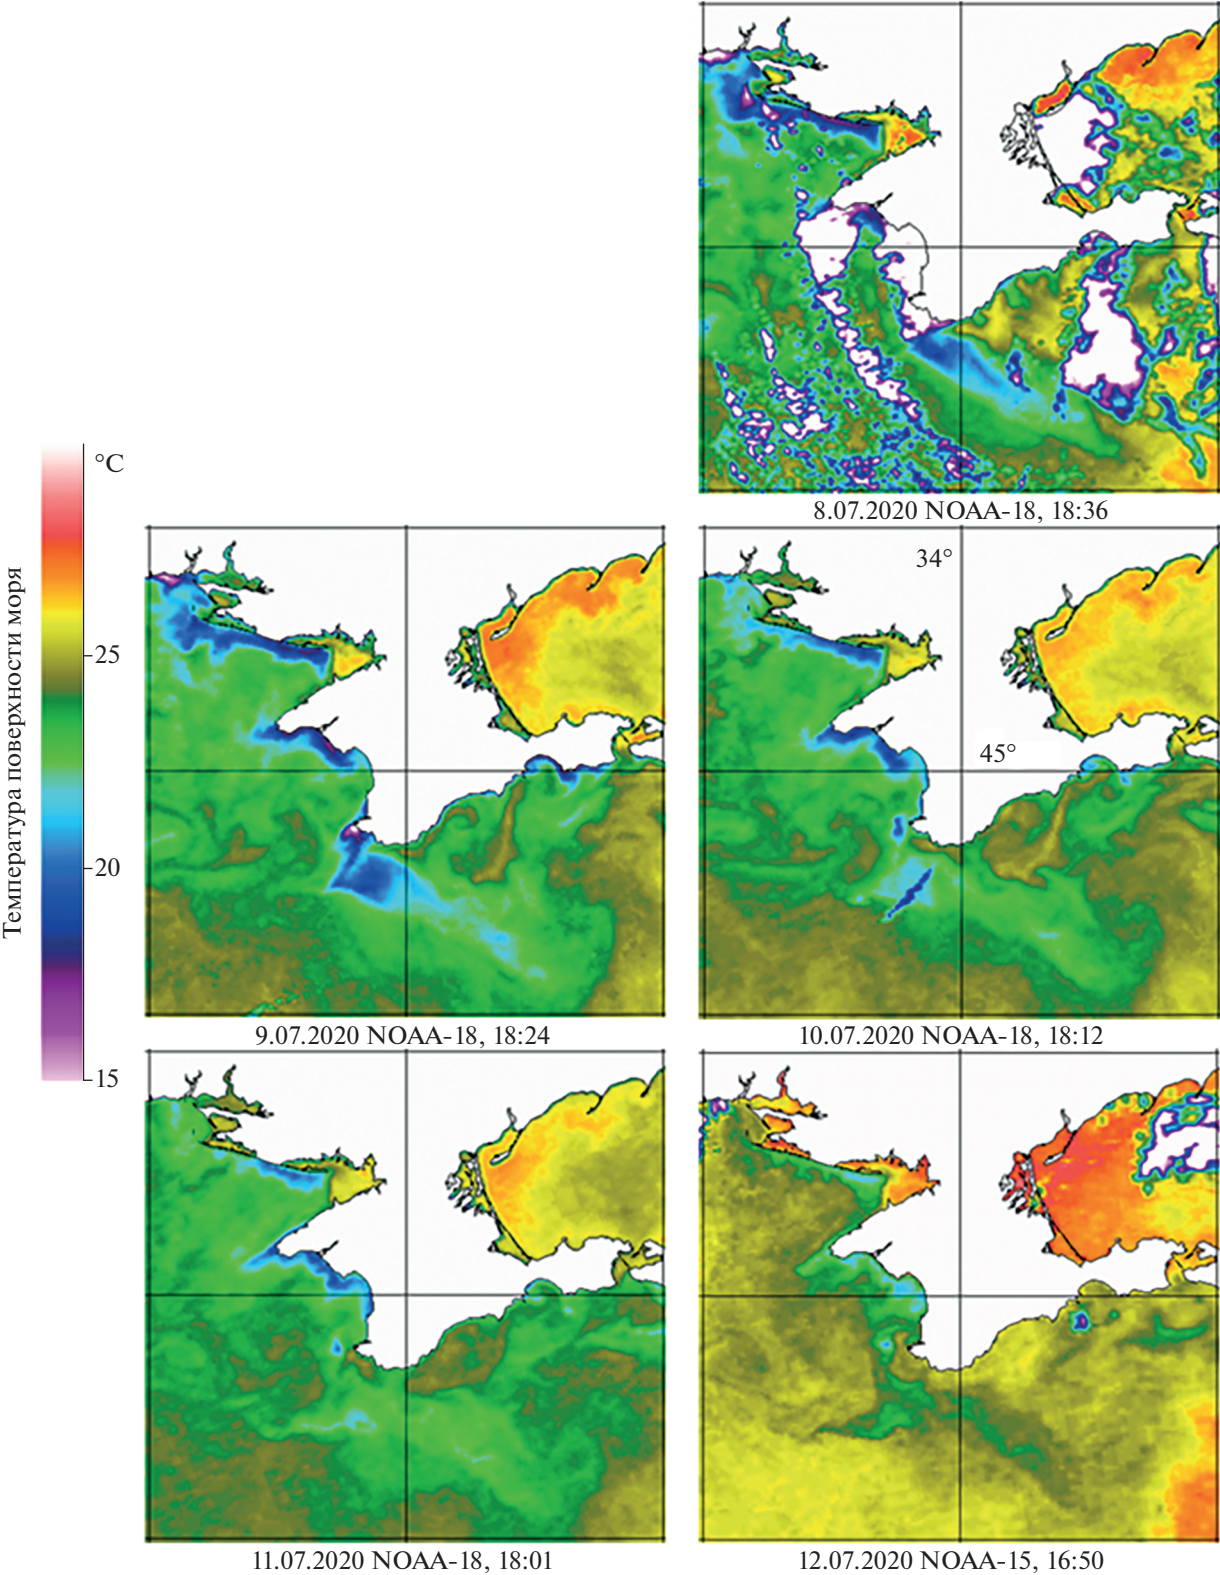 8.07.2020 NOAA-18, 18:36
°C
25
20
15
Температура поверхности моря
34°
45°
9.07.2020 NOAA-18, 18:24
10.07.2020 NOAA-18, 18:12
11.07.2020 NOAA-18, 18:01
12.07.2020 NOAA-15, 16:50